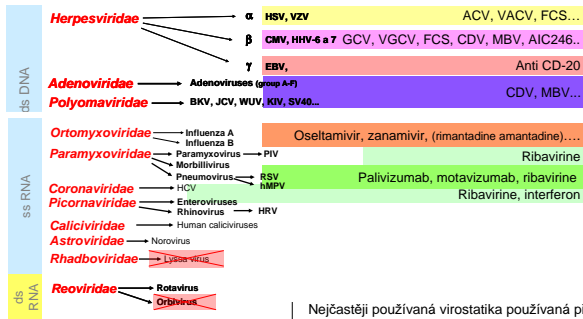 Herpesviridae α HSV, VZV ACV, VACV, FCS...
β CMV, HHV-6 a 7 GCV, VGCV, FCS, CDV, MBV, AIC246..
γ EBV, Anti CD-20
Adenoviridae Adenoviruses (group A-F)
CDV, MBV...
Polyomaviridae BKV, JCV, WUV, KIV, SV40...
ds DNA
Ortomyxoviridae Influenza A
Influenza B
Oseltamivir, zanamivir, (rimantadine amantadine)....
Paramyxoviridae Paramyxovirus PIV Ribavirine
Morbillivirus
Pneumovirus RSV Palivizumab, motavizumab, ribavirine
hMPV
Coronaviridae HCV
Ribavirine, interferon
Picornaviridae Enteroviruses
Rhinovirus HRV
Caliciviridae Human caliciviruses
Astroviridae Norovirus
Rhadboviridae Lyssa virus
ss RNA
Reoviridae Rotavirus
Orbivirus
ds RNA
Nejčastěji používaná virostatika používaná